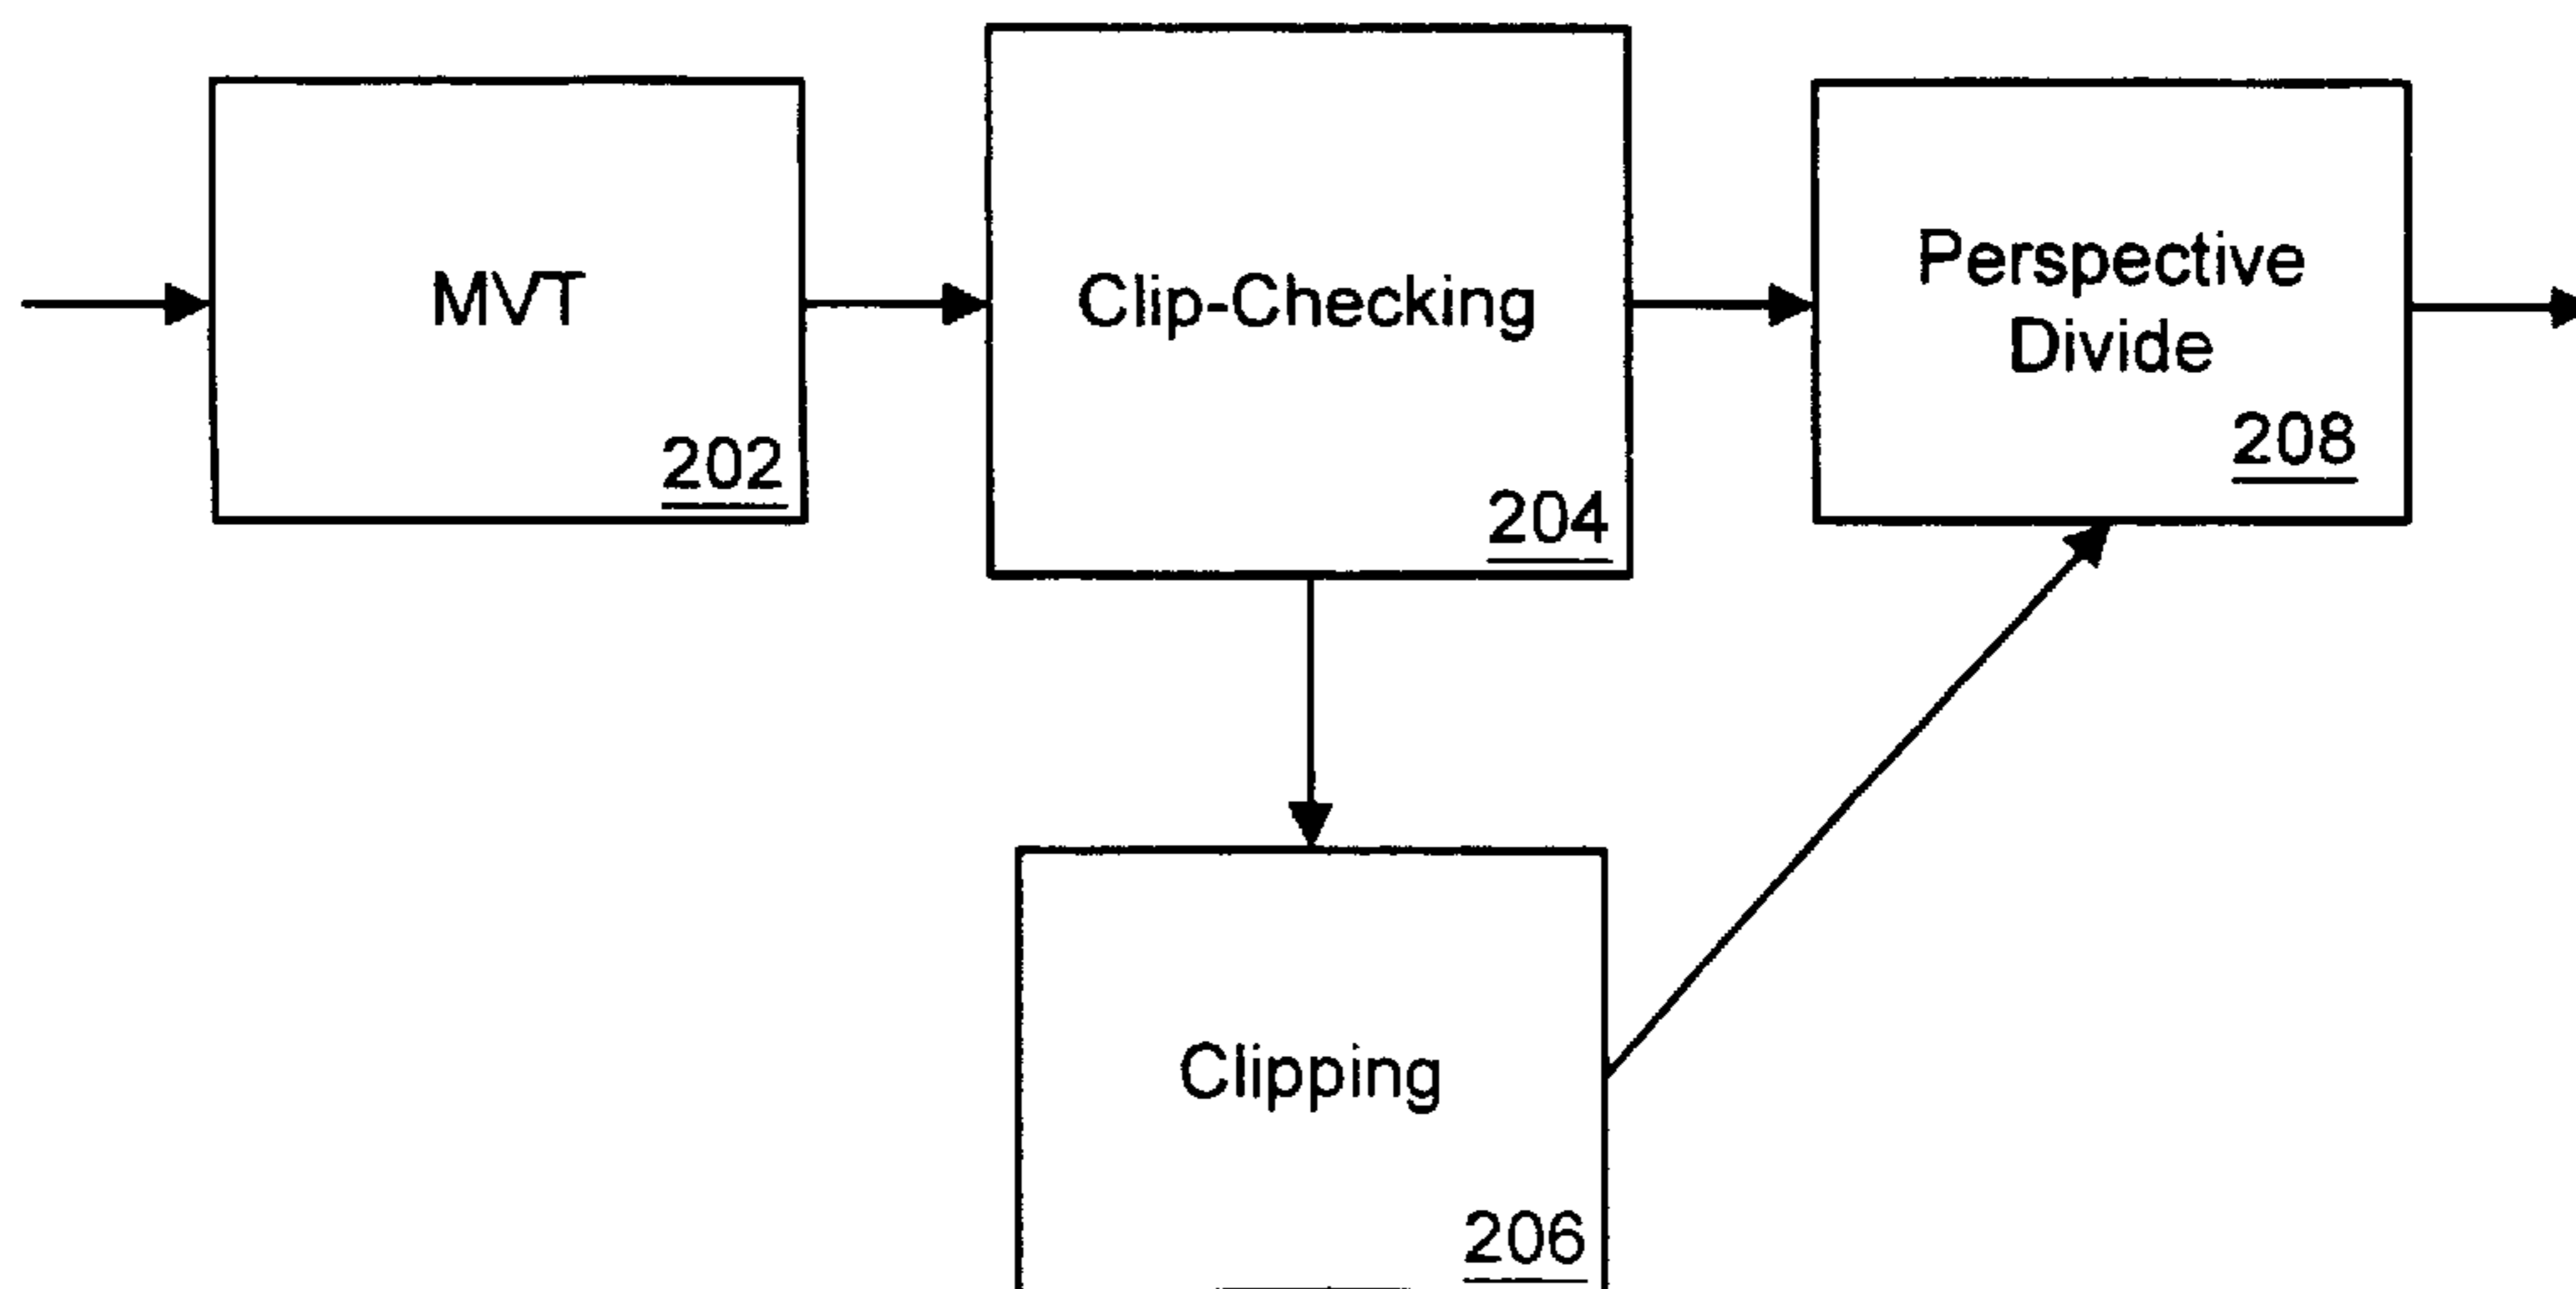 MVT
202
Clip-Checking
204
Perspective
Divide
208
Clipping
206